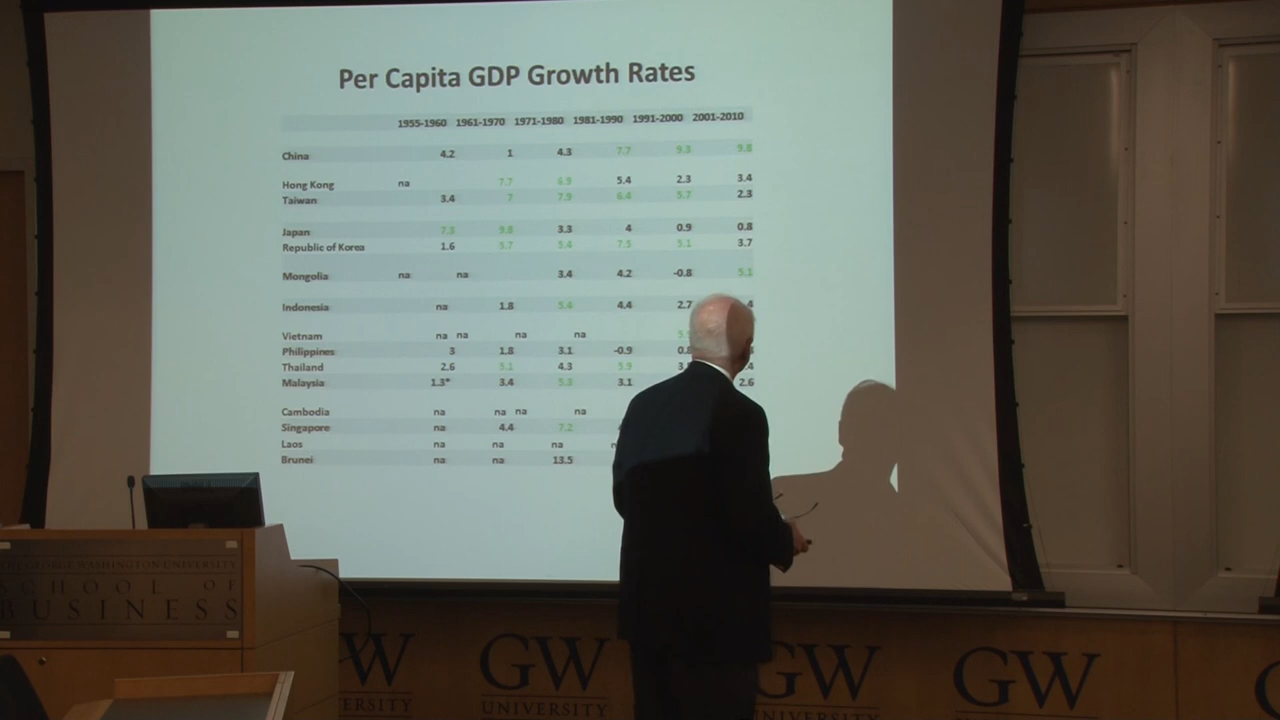 Per Capita GDP Growth Rates
1955-1960 1961-1970 1971-1980 1981-1990 1991-2000 2001-2010
China 4.2 1 4.3 7.7 9.3 9.8
Hong Kong na 7.7 6.9 5.4 2.3 3.4
Taiwan 3.4 7 7.9 6.4 5.7 2.3
Japan 7.3 9.8 3.3 4 0.9 0.8
Republic of Korea 1.6 5.7 5.4 7.5 5.1 3.7
Mongolia na na 3.4 4.2 -0.8 5.1
Indonesia na 1.8 5.4 4.4 2.7
Vietnam na na na na
Philippines 3 1.8 3.1 -0.9
Thailand 2.6 5.1 4.3 5.9
Malaysia 1.3* 3.4 5.3 3.1 2.6
Cambodia na na na na
Singapore na 4.4 7.2
Laos na na na
Brunei na na 13.5
THE GEORGE WASHINGTON UNIVERSITY
SCHOOL OF
BUSINESS
GW GW GW GW
UNIVERSITY